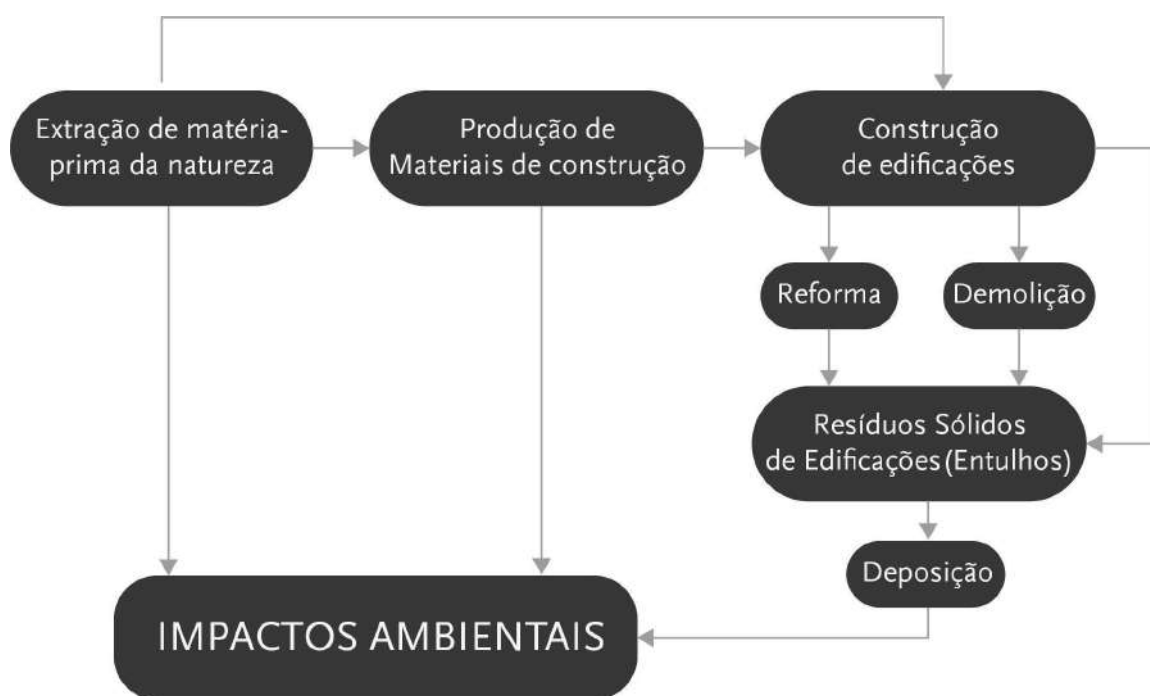 Extração de matéria-
prima da natureza
Produção de
Materiais de construção
Construção
de edificações
Reforma
Demolição
Resíduos Sólidos
de Edificações (Entulhos)
Deposição
IMPACTOS AMBIENTAIS